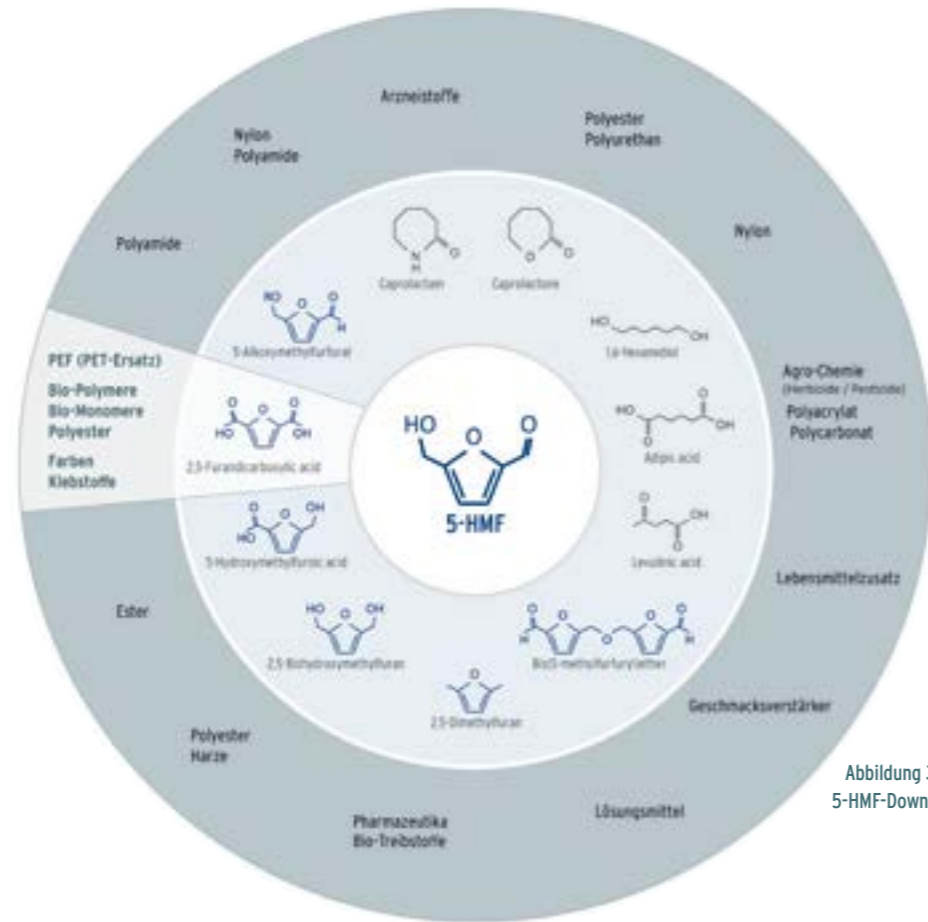 Arzneistoffe
Polyester
Polyurethan
Nylon
Polyamide
Nylon
Polyamide
Caprolactam
Caprolactone
5-Alkoxymethylfurfural
1,6-Hexanediol
PEF (PET-Ersatz)
Bio-Polymere
Bio-Monomere
Polyester
Farben
Klebstoffe
2,5-Furandicarboxylic acid
HO
O
O
5-HMF
Agro-Chemie
(Herbicide / Pesticide)
Polyacrylat
Polycarbonat
Adipic acid
5-Hydroxymethylfuroic acid
Levulinic acid
Lebensmittelzusatz
Ester
2,5-Bishydroxymethylfuran
Bis(5-methylfurfuryl)ether
2,5-Dimethylfuran
Geschmacksverstärker
Polyester
Harze
Lösungsmittel
Pharmazeutika
Bio-Treibstoffe
Abbildung 3
5-HMF-Down